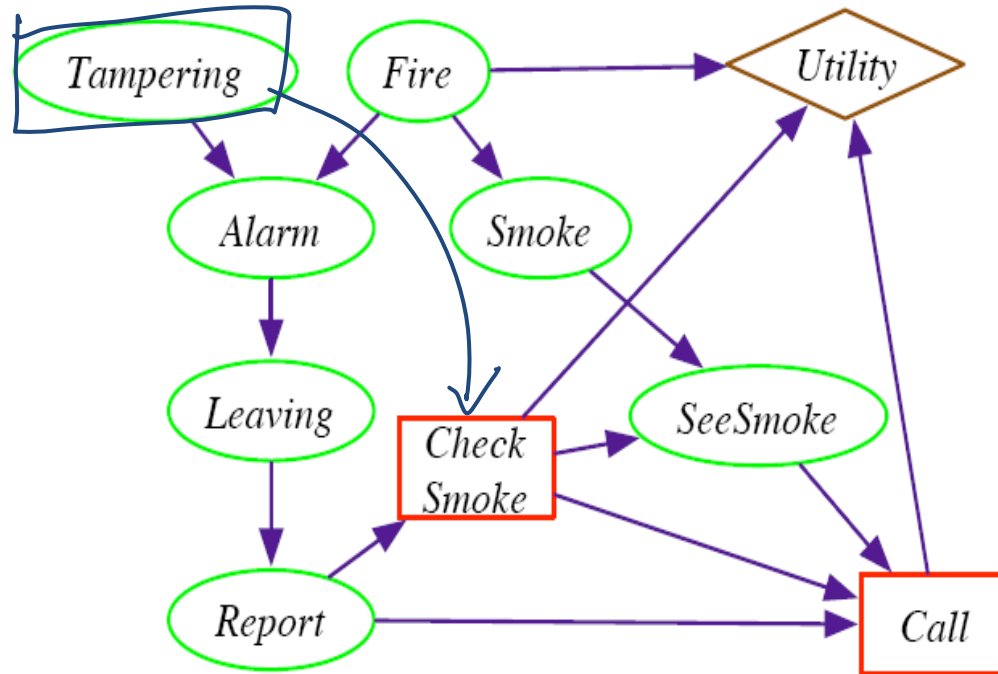 Tampering
Fire
Utility
Alarm
Smoke
Leaving
Check
Smoke
SeeSmoke
Report
Call